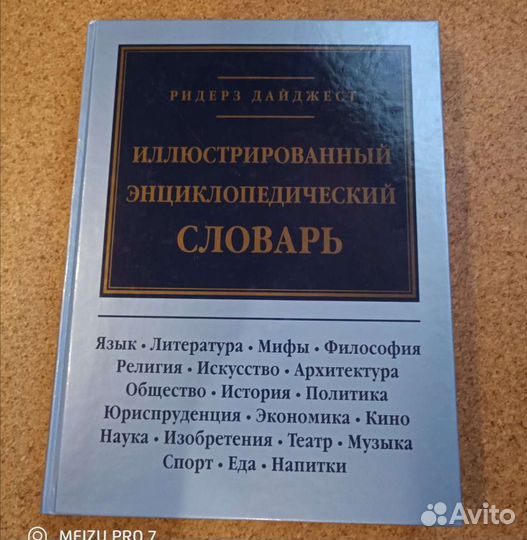 РИДЕРЗ ДАЙДЖЕСТ
ИЛЛЮСТРИРОВАННЫЙ
ЭНЦИКЛОПЕДИЧЕСКИЙ
СЛОВАРЬ
Язык • Литература • Мифы • Философия
Религия • Искусство • Архитектура
Общество • История • Политика
Юриспруденция • Экономика • Кино
Наука • Изобретения • Театр • Музыка
Спорт • Еда • Напитки
MEIZU PRO 7
Avito